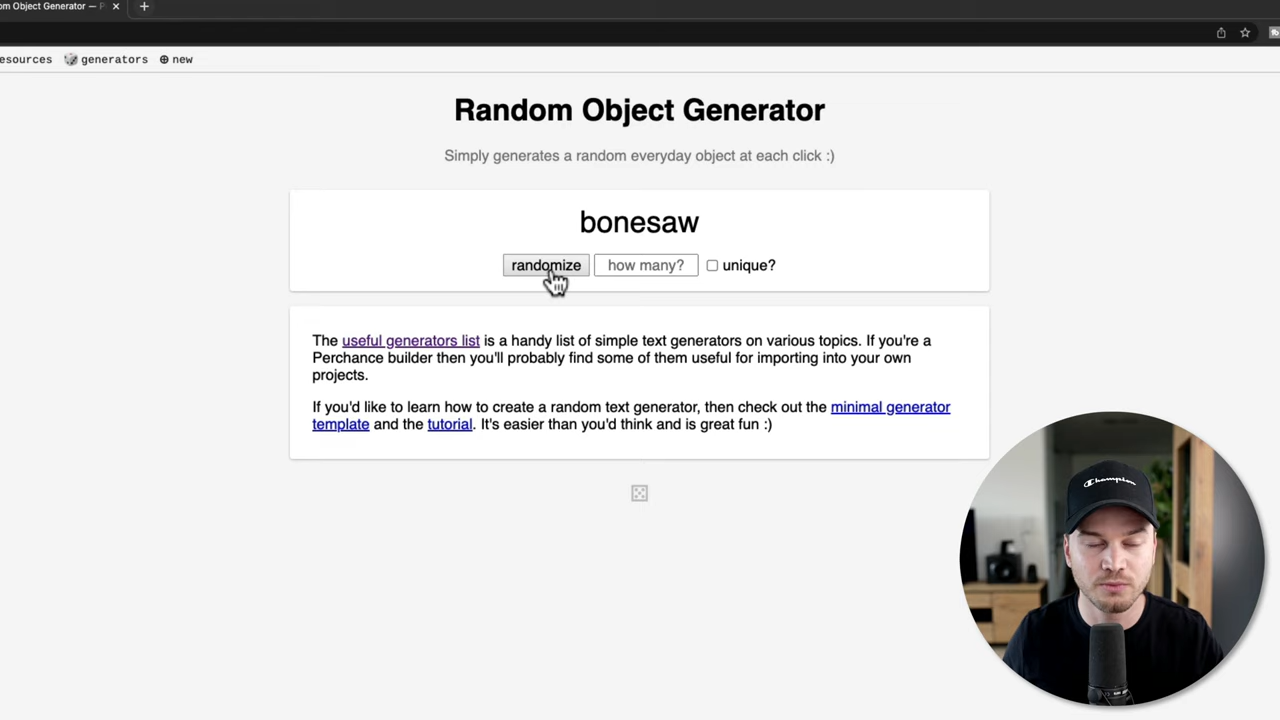 om Object Generator — P
esources generators new
Random Object Generator
Simply generates a random everyday object at each click :)
bonesaw
randomize how many? unique?
The useful generators list is a handy list of simple text generators on various topics. If you're a
Perchance builder then you'll probably find some of them useful for importing into your own
projects.
If you'd like to learn how to create a random text generator, then check out the minimal generator
template and the tutorial. It's easier than you'd think and is great fun :)
Champion